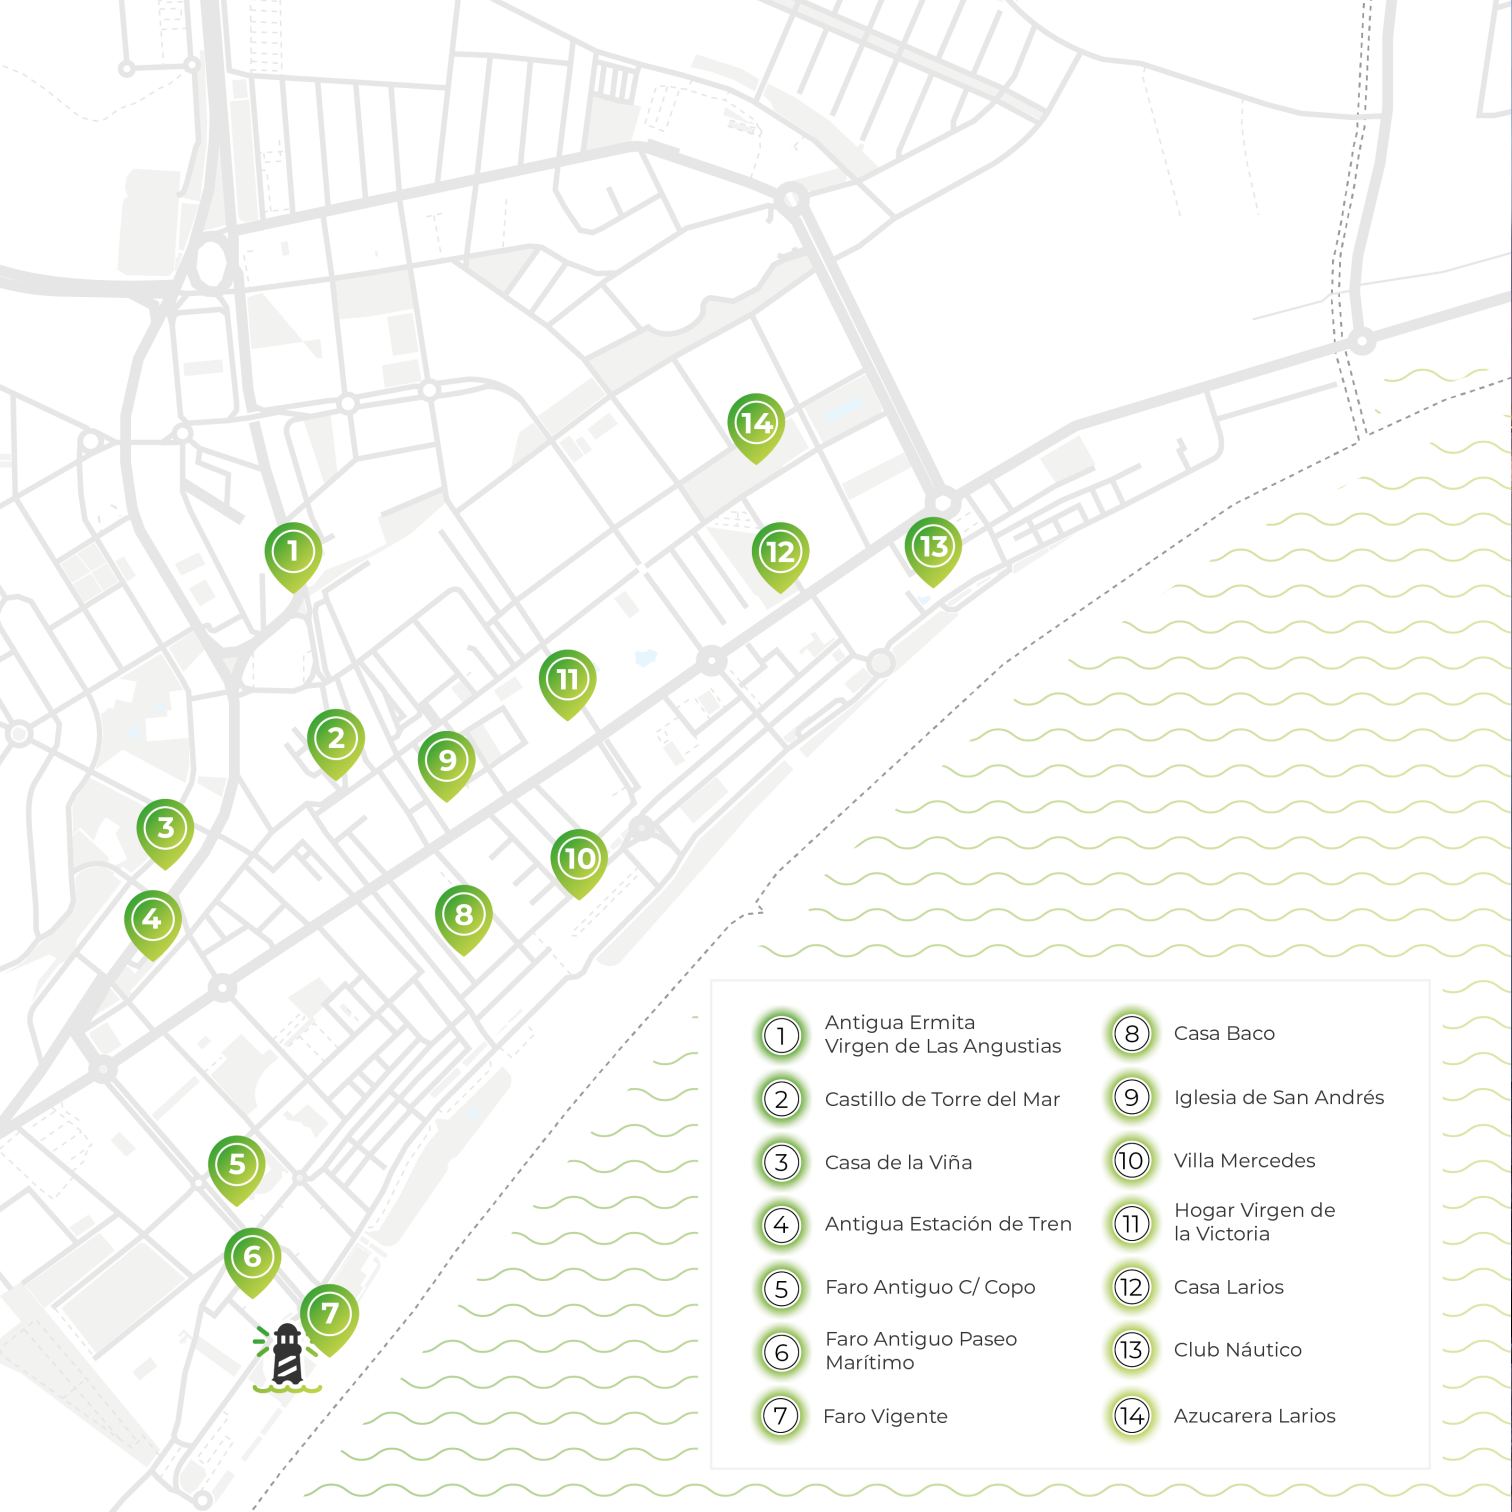 14
1
12
13
11
2
9
3
10
4
8
5
6
7
1 Antigua Ermita
Virgen de Las Angustias
2 Castillo de Torre del Mar
3 Casa de la Viña
4 Antigua Estación de Tren
5 Faro Antiguo C/ Copo
6 Faro Antiguo Paseo
Marítimo
7 Faro Vigente
8 Casa Baco
9 Iglesia de San Andrés
10 Villa Mercedes
11 Hogar Virgen de
la Victoria
12 Casa Larios
13 Club Náutico
14 Azucarera Larios